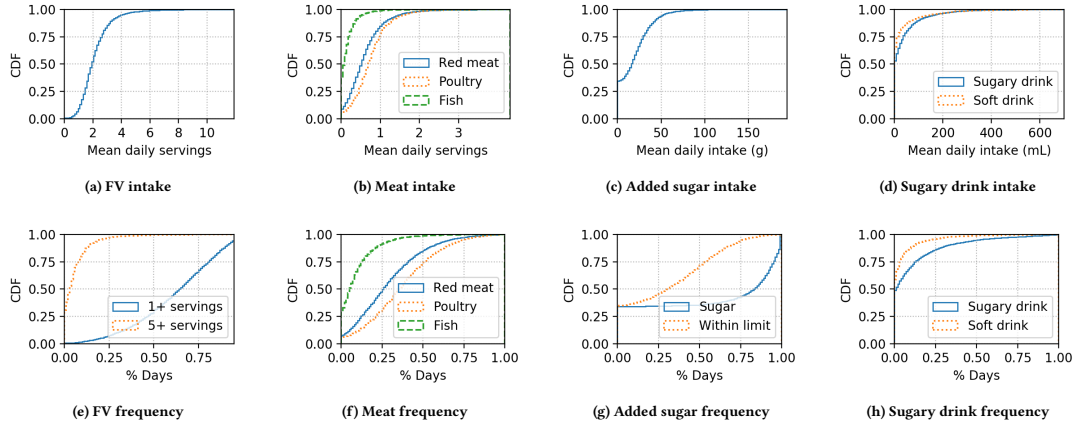 1.00
0.75
0.50
0.25
0.00
CDF
0 2 4 6 8 10
Mean daily servings
(a) FV intake
1.00
0.75
0.50
0.25
0.00
CDF
Red meat
Poultry
Fish
0 1 2 3
Mean daily servings
(b) Meat intake
1.00
0.75
0.50
0.25
0.00
CDF
0 50 100 150
Mean daily intake (g)
(c) Added sugar intake
1.00
0.75
0.50
0.25
0.00
CDF
Sugary drink
Soft drink
0 200 400 600
Mean daily intake (mL)
(d) Sugary drink intake
1.00
0.75
0.50
0.25
0.00
CDF
1+ servings
5+ servings
0.00 0.25 0.50 0.75
% Days
(e) FV frequency
1.00
0.75
0.50
0.25
0.00
CDF
Red meat
Poultry
Fish
0.00 0.25 0.50 0.75 1.00
% Days
(f) Meat frequency
1.00
0.75
0.50
0.25
0.00
CDF
Sugar
Within limit
0.00 0.25 0.50 0.75 1.00
% Days
(g) Added sugar frequency
1.00
0.75
0.50
0.25
0.00
CDF
Sugary drink
Soft drink
0.00 0.25 0.50 0.75 1.00
% Days
(h) Sugary drink frequency